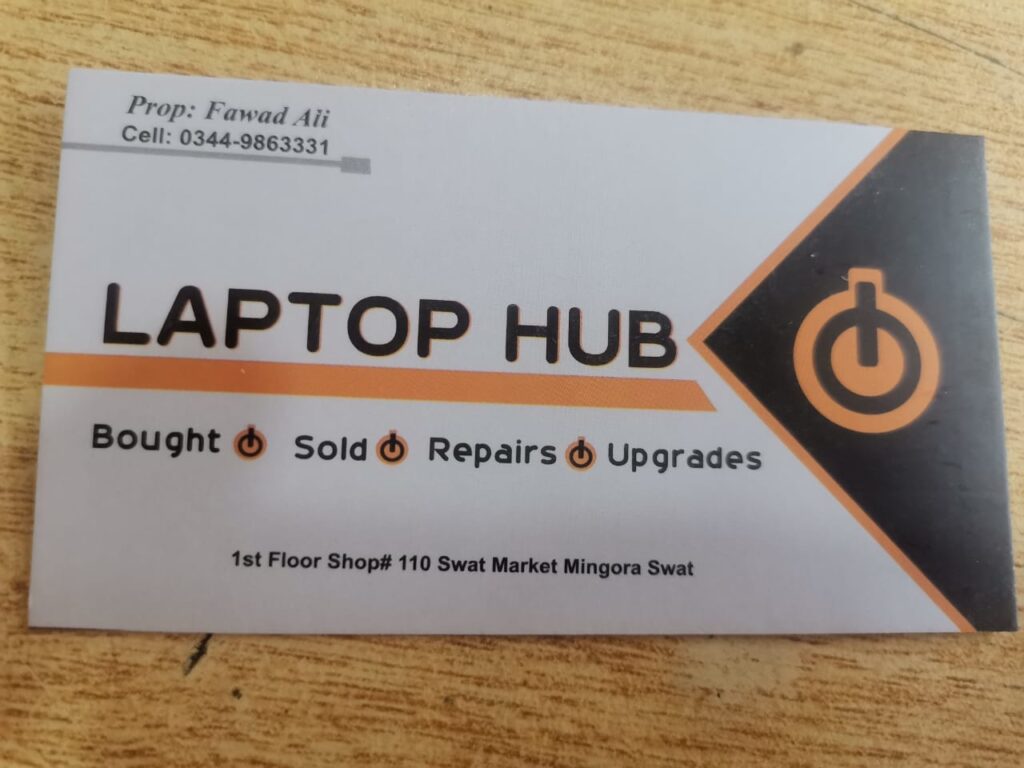 Prop: Fawad Ali
Cell: 0344-9863331
LAPTOP HUB
Bought Sold Repairs Upgrades
1st Floor Shop# 110 Swat Market Mingora Swat